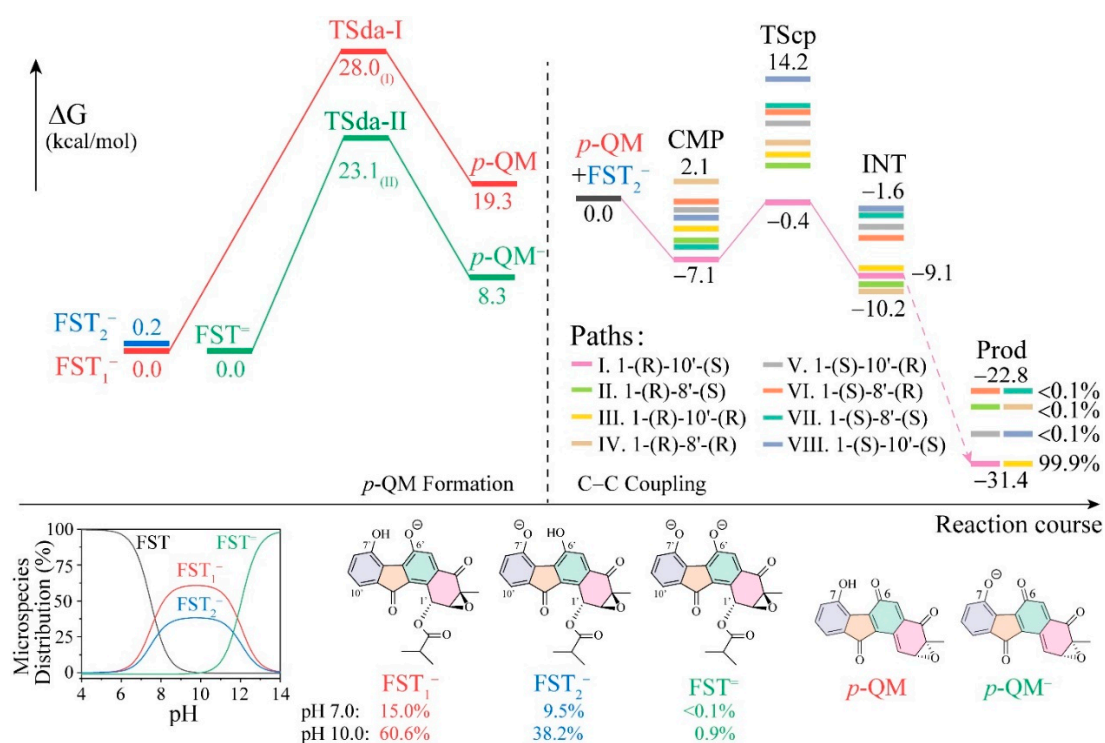 TSda-I
28.0(I)
ΔG
(kcal/mol)
TSda-II
23.1(II)
p-QM
19.3
p-QM⁻
8.3
FST₂⁻ 0.2
FST₁⁻ 0.0
FST⁼
0.0
p-QM Formation
TScp
14.2
−0.4
CMP
2.1
−7.1
p-QM
+FST₂⁻
0.0
INT
−1.6
−9.1
−10.2
Paths:
I. 1-(R)-10'-(S)
II. 1-(R)-8'-(S)
III. 1-(R)-10'-(R)
IV. 1-(R)-8'-(R)
V. 1-(S)-10'-(R)
VI. 1-(S)-8'-(R)
VII. 1-(S)-8'-(S)
VIII. 1-(S)-10'-(S)
Prod
−22.8
<0.1%
<0.1%
<0.1%
99.9%
−31.4
C–C Coupling
Reaction course
Microspecies
Distribution (%)
100
75
50
25
0
FST
FST⁼
FST₁⁻
FST₂⁻
4 6 8 10 12 14
pH
OH O⊖
7' 6'
10'
O
O
1'
O
O
O
⊖O HO
7' 6'
10'
O
O
1'
O
O
O
⊖O O⊖
7' 6'
10'
O
O
1'
O
O
O
OH O
7 6
O
O
O
O⊖ O
7 6
O
O
O
FST₁⁻ FST₂⁻ FST⁼ p-QM p-QM⁻
pH 7.0: 15.0% 9.5% <0.1%
pH 10.0: 60.6% 38.2% 0.9%